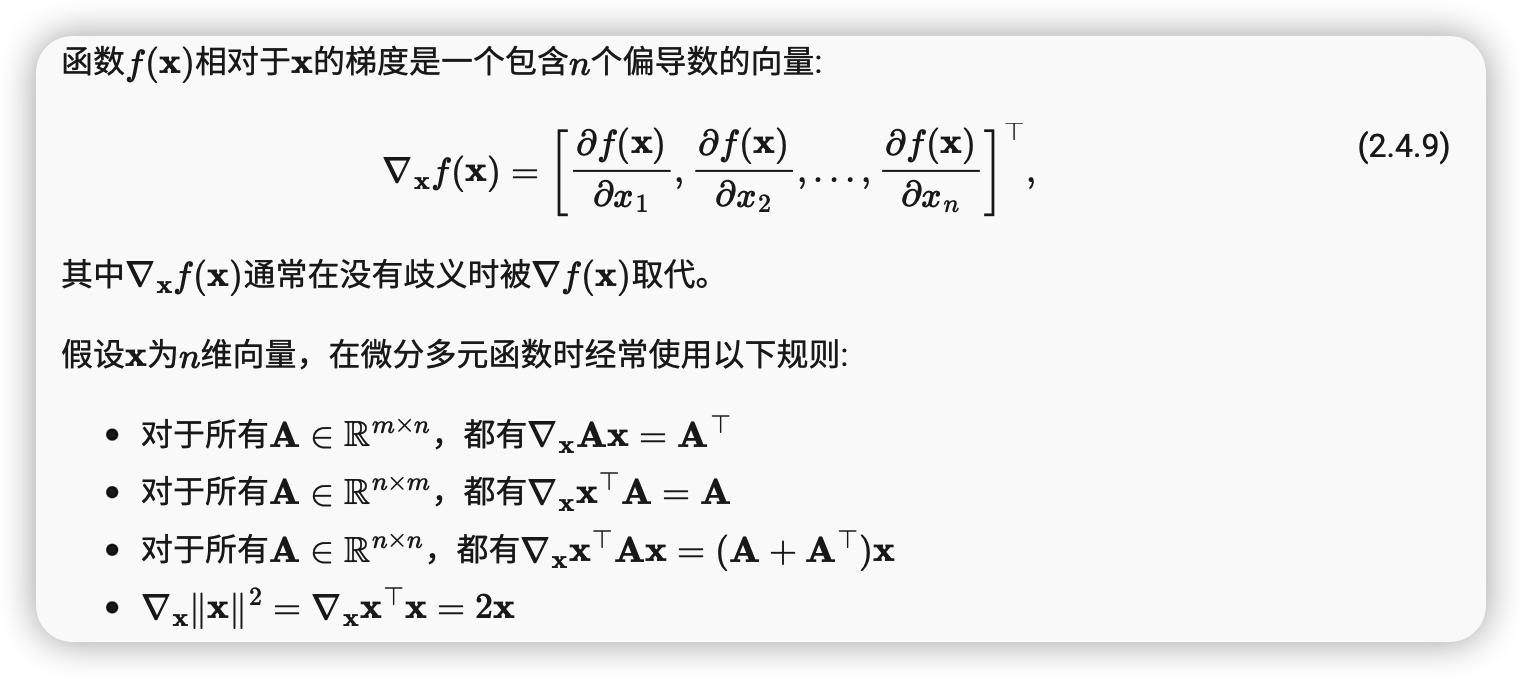 函数$f(\mathbf{x})$相对于$\mathbf{x}$的梯度是一个包含$n$个偏导数的向量:
$$\nabla_{\mathbf{x}} f(\mathbf{x}) = \left[\frac{\partial f(\mathbf{x})}{\partial x_1}, \frac{\partial f(\mathbf{x})}{\partial x_2}, \ldots, \frac{\partial f(\mathbf{x})}{\partial x_n}\right]^\top,$$ (2.4.9)
其中$\nabla_{\mathbf{x}} f(\mathbf{x})$通常在没有歧义时被$\nabla f(\mathbf{x})$取代。
假设$\mathbf{x}$为$n$维向量，在微分多元函数时经常使用以下规则:
• 对于所有$\mathbf{A} \in \mathbb{R}^{m \times n}$，都有$\nabla_{\mathbf{x}} \mathbf{A}\mathbf{x} = \mathbf{A}^\top$
• 对于所有$\mathbf{A} \in \mathbb{R}^{n \times m}$，都有$\nabla_{\mathbf{x}} \mathbf{x}^\top \mathbf{A} = \mathbf{A}$
• 对于所有$\mathbf{A} \in \mathbb{R}^{n \times n}$，都有$\nabla_{\mathbf{x}} \mathbf{x}^\top \mathbf{A}\mathbf{x} = (\mathbf{A} + \mathbf{A}^\top)\mathbf{x}$
• $\nabla_{\mathbf{x}} \|\mathbf{x}\|^2 = \nabla_{\mathbf{x}} \mathbf{x}^\top \mathbf{x} = 2\mathbf{x}$